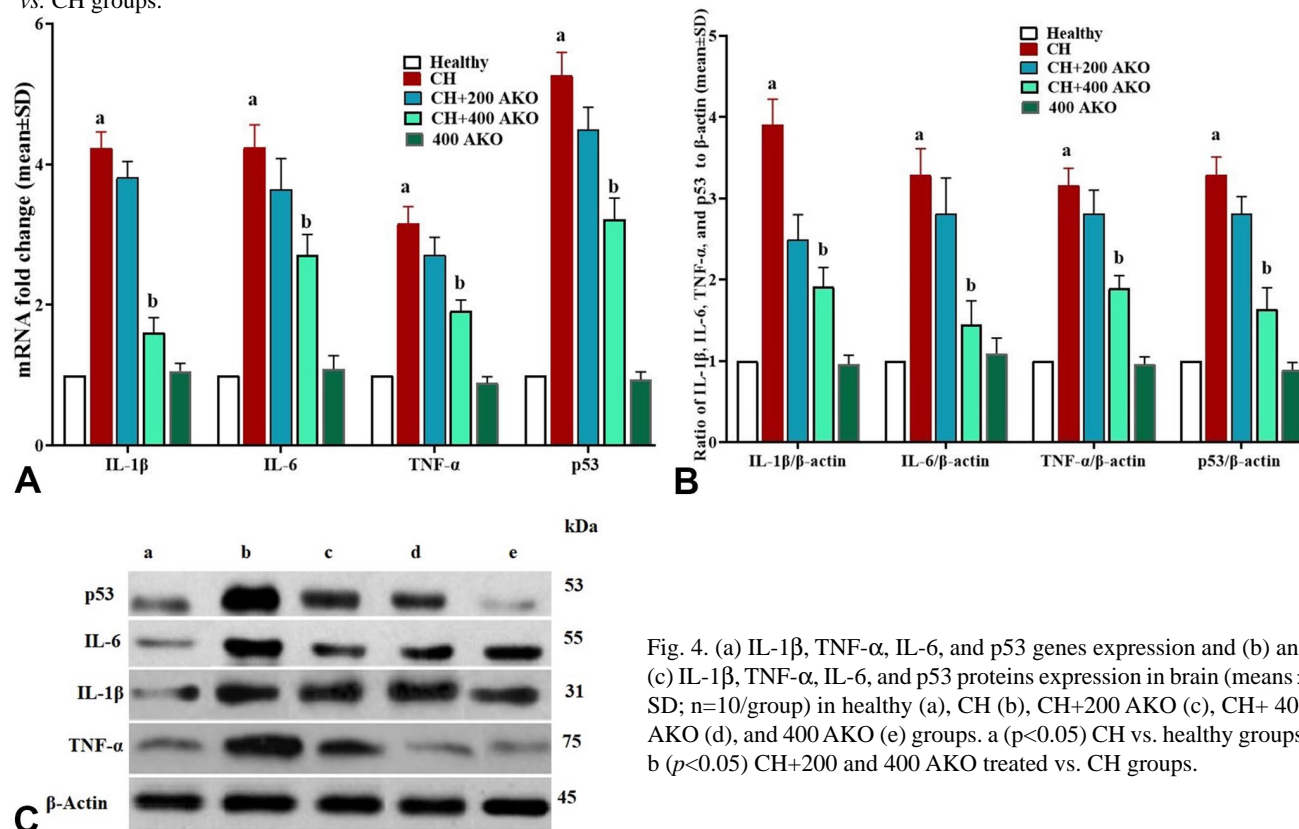 vs. CH groups.
mRNA fold change (mean±SD)
6
4
2
0
a
b
a
b
a
b
a
b
Healthy
CH
CH+200 AKO
CH+400 AKO
400 AKO
IL-1β
IL-6
TNF-α
p53
A
Ratio of IL-1β, IL-6, TNF-α, and p53 to β-actin (mean±SD)
5
4
3
2
1
0
a
b
a
b
a
b
a
b
Healthy
CH
CH+200 AKO
CH+400 AKO
400 AKO
IL-1β/β-actin
IL-6/β-actin
TNF-α/β-actin
p53/β-actin
B
kDa
a b c d e
p53 53
IL-6 55
IL-1β 31
TNF-α 75
β-Actin 45
C
Fig. 4. (a) IL-1β, TNF-α, IL-6, and p53 genes expression and (b) an
(c) IL-1β, TNF-α, IL-6, and p53 proteins expression in brain (means ±
SD; n=10/group) in healthy (a), CH (b), CH+200 AKO (c), CH+ 40
AKO (d), and 400 AKO (e) groups. a (p<0.05) CH vs. healthy groups
b (p<0.05) CH+200 and 400 AKO treated vs. CH groups.